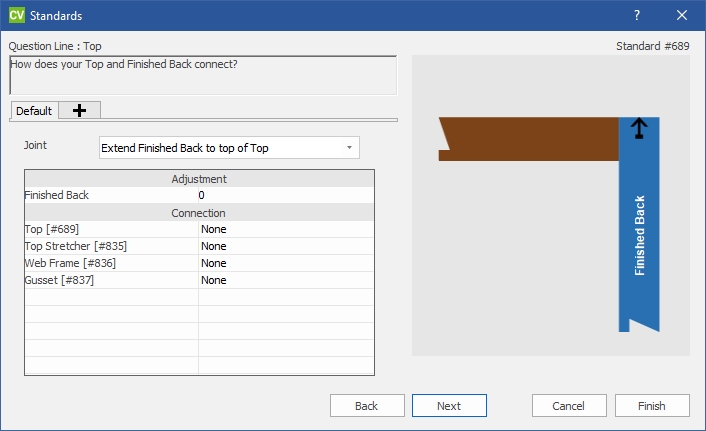 CV Standards ? ✕
Question Line : Top
Standard #689
How does your Top and Finished Back connect?
Default +
Joint
Extend Finished Back to top of Top
Adjustment
Finished Back 0
Connection
Top [#689] None
Top Stretcher [#835] None
Web Frame [#836] None
Gusset [#837] None
Finished Back
Back Next Cancel Finish